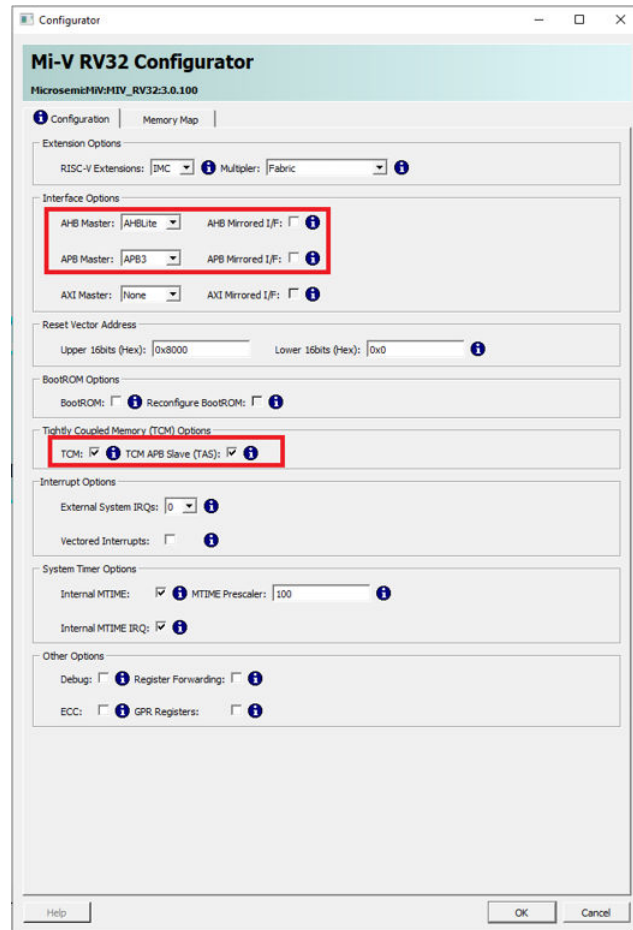 Configurator
Mi-V RV32 Configurator
Microsemi:MiV:MIV_RV32:3.0.100
Configuration Memory Map
Extension Options
RISC-V Extensions: IMC Multipler: Fabric
Interface Options
AHB Master: AHBLite AHB Mirrored I/F:
APB Master: APB3 APB Mirrored I/F:
AXI Master: None AXI Mirrored I/F:
Reset Vector Address
Upper 16bits (Hex): 0x8000 Lower 16bits (Hex): 0x0
BootROM Options
BootROM: Reconfigure BootROM:
Tightly Coupled Memory (TCM) Options
TCM: TCM APB Slave (TAS):
Interrupt Options
External System IRQs: 0
Vectored Interrupts:
System Timer Options
Internal MTIME: MTIME Prescaler: 100
Internal MTIME IRQ:
Other Options
Debug: Register Forwarding:
ECC: GPR Registers:
Help OK Cancel